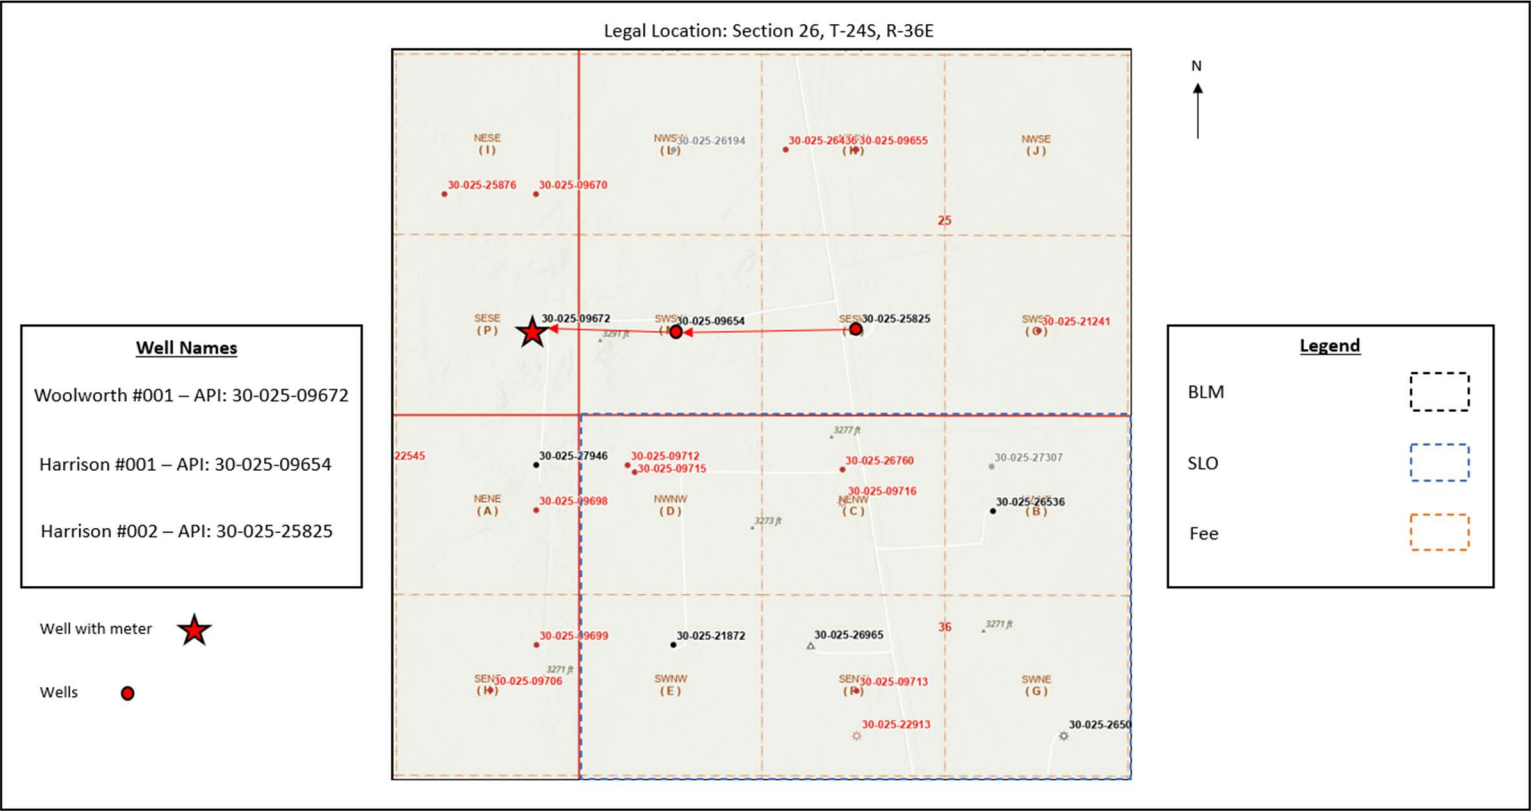 Legal Location: Section 26, T-24S, R-36E
N
NESE
(I)
30-025-26194
30-025-26436
30-025-09655
NWSE
(J)
30-025-25876
30-025-09670
25
SESE
(P)
30-025-09672
30-025-09654
30-025-25825
30-025-21241
3291 ft
Well Names
Woolworth #001 – API: 30-025-09672
Harrison #001 – API: 30-025-09654
Harrison #002 – API: 30-025-25825
Legend
BLM
SLO
Fee
3277 ft
22545
30-025-27946
30-025-09712
30-025-09715
30-025-26760
30-025-27307
NENE
(A)
30-025-09698
NWNW
(D)
30-025-09716
NENW
(C)
30-025-26536
(B)
3273 ft
Well with meter
Wells
30-025-09699
30-025-21872
30-025-26965
36
3271 ft
3271 ft
30-025-09706
SWNW
(E)
30-025-09713
SWNE
(G)
30-025-22913
30-025-2650